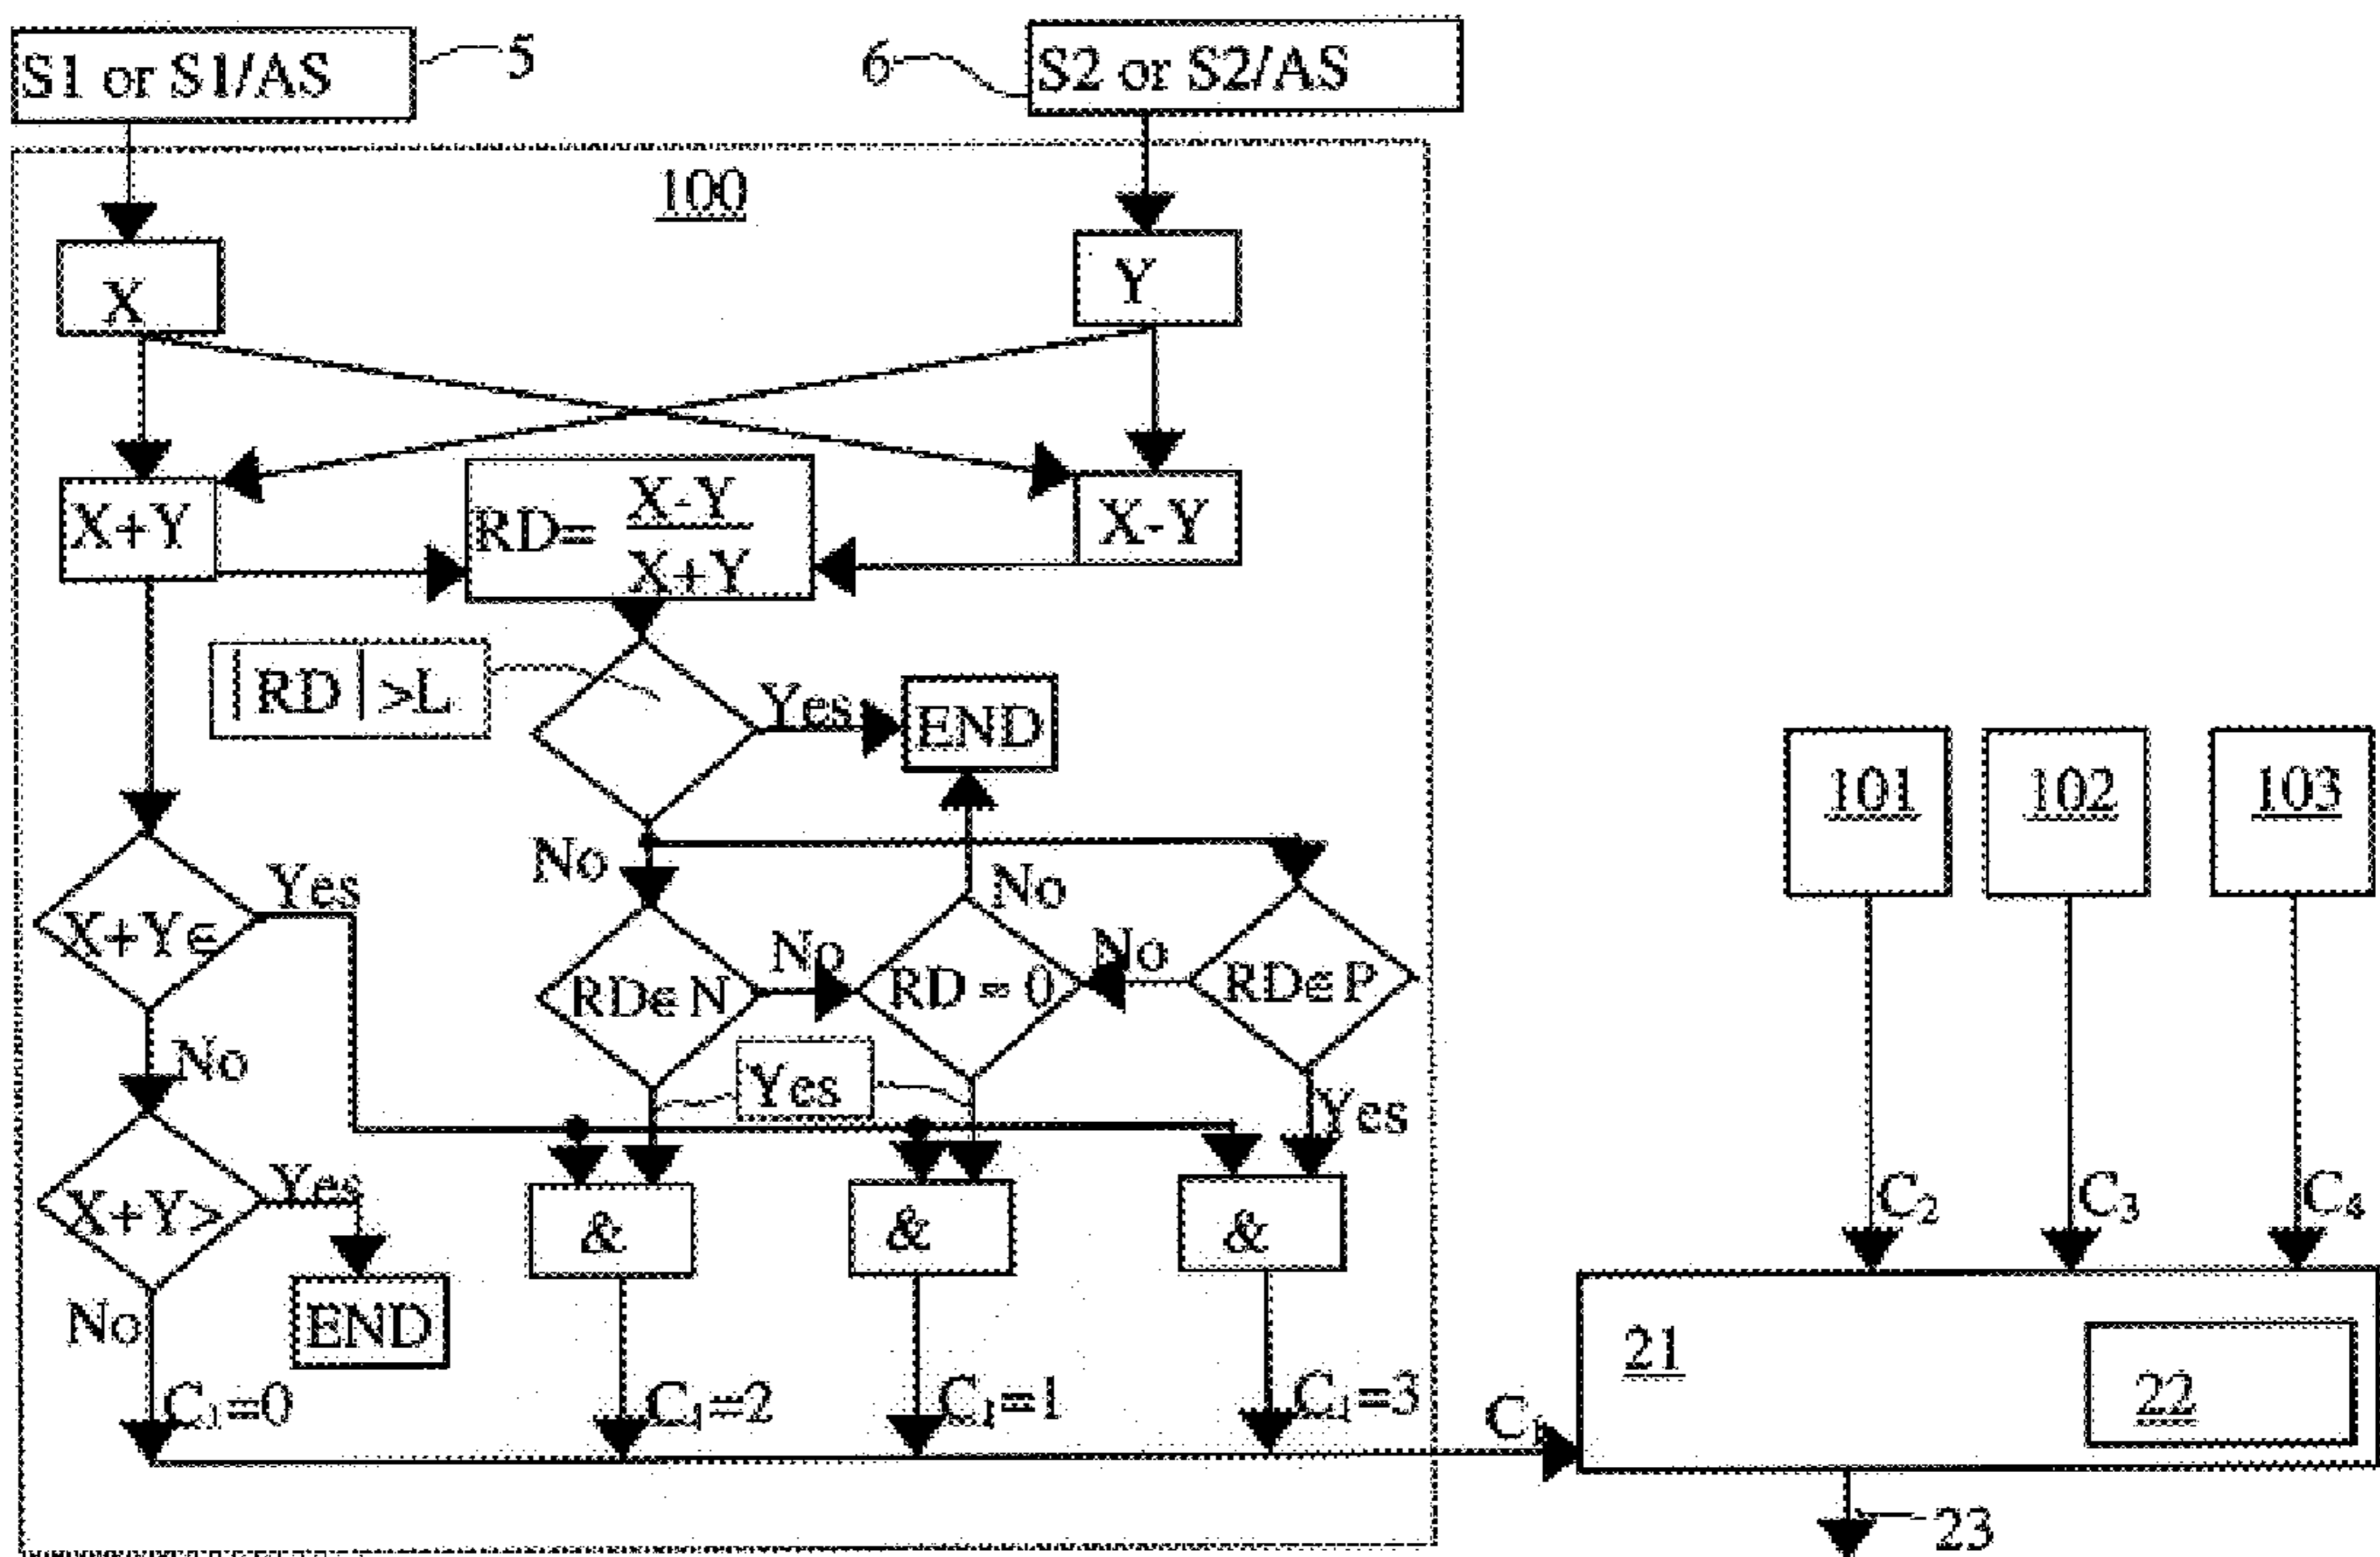 S1 or S1/AS
5
6
S2 or S2/AS
100
X
Y
X+Y
RD= X-Y
X+Y
X-Y
| RD | >L
Yes
END
101
102
103
No
No
Yes
X+Y∈
RD∈N
No
RD = 0
No
RD∈P
No
Yes
Yes
X+Y>
Yes
&
&
&
C₂
C₃
C₄
No
END
21
22
C₁=0
C₁=2
C₁=1
C₁=3
C₁
23